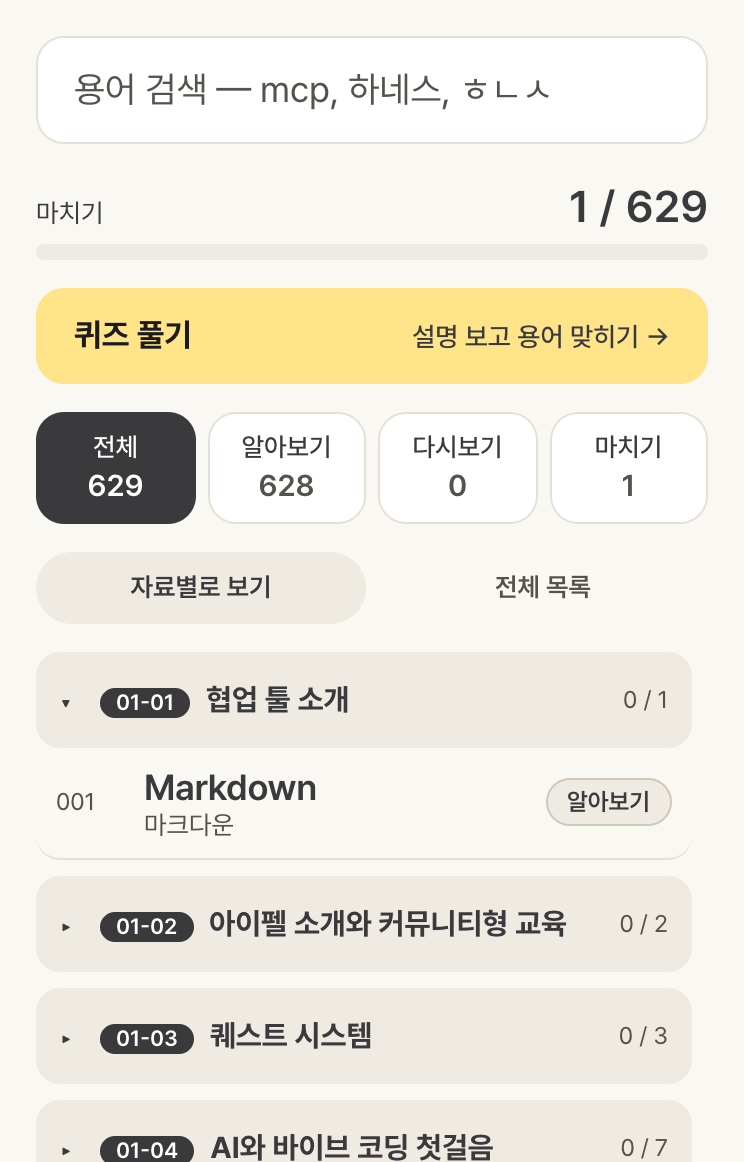 용어 검색 — mcp, 하네스, ㅎㄴㅅ
마치기 1 / 629
퀴즈 풀기 설명 보고 용어 맞히기 →
전체 알아보기 다시보기 마치기
629 628 0 1
자료별로 보기 전체 목록
▾ 01-01 협업 툴 소개 0 / 1
001 Markdown 알아보기
마크다운
▸ 01-02 아이펠 소개와 커뮤니티형 교육 0 / 2
▸ 01-03 퀘스트 시스템 0 / 3
▸ 01-04 AI와 바이브 코딩 첫걸음 0 / 7